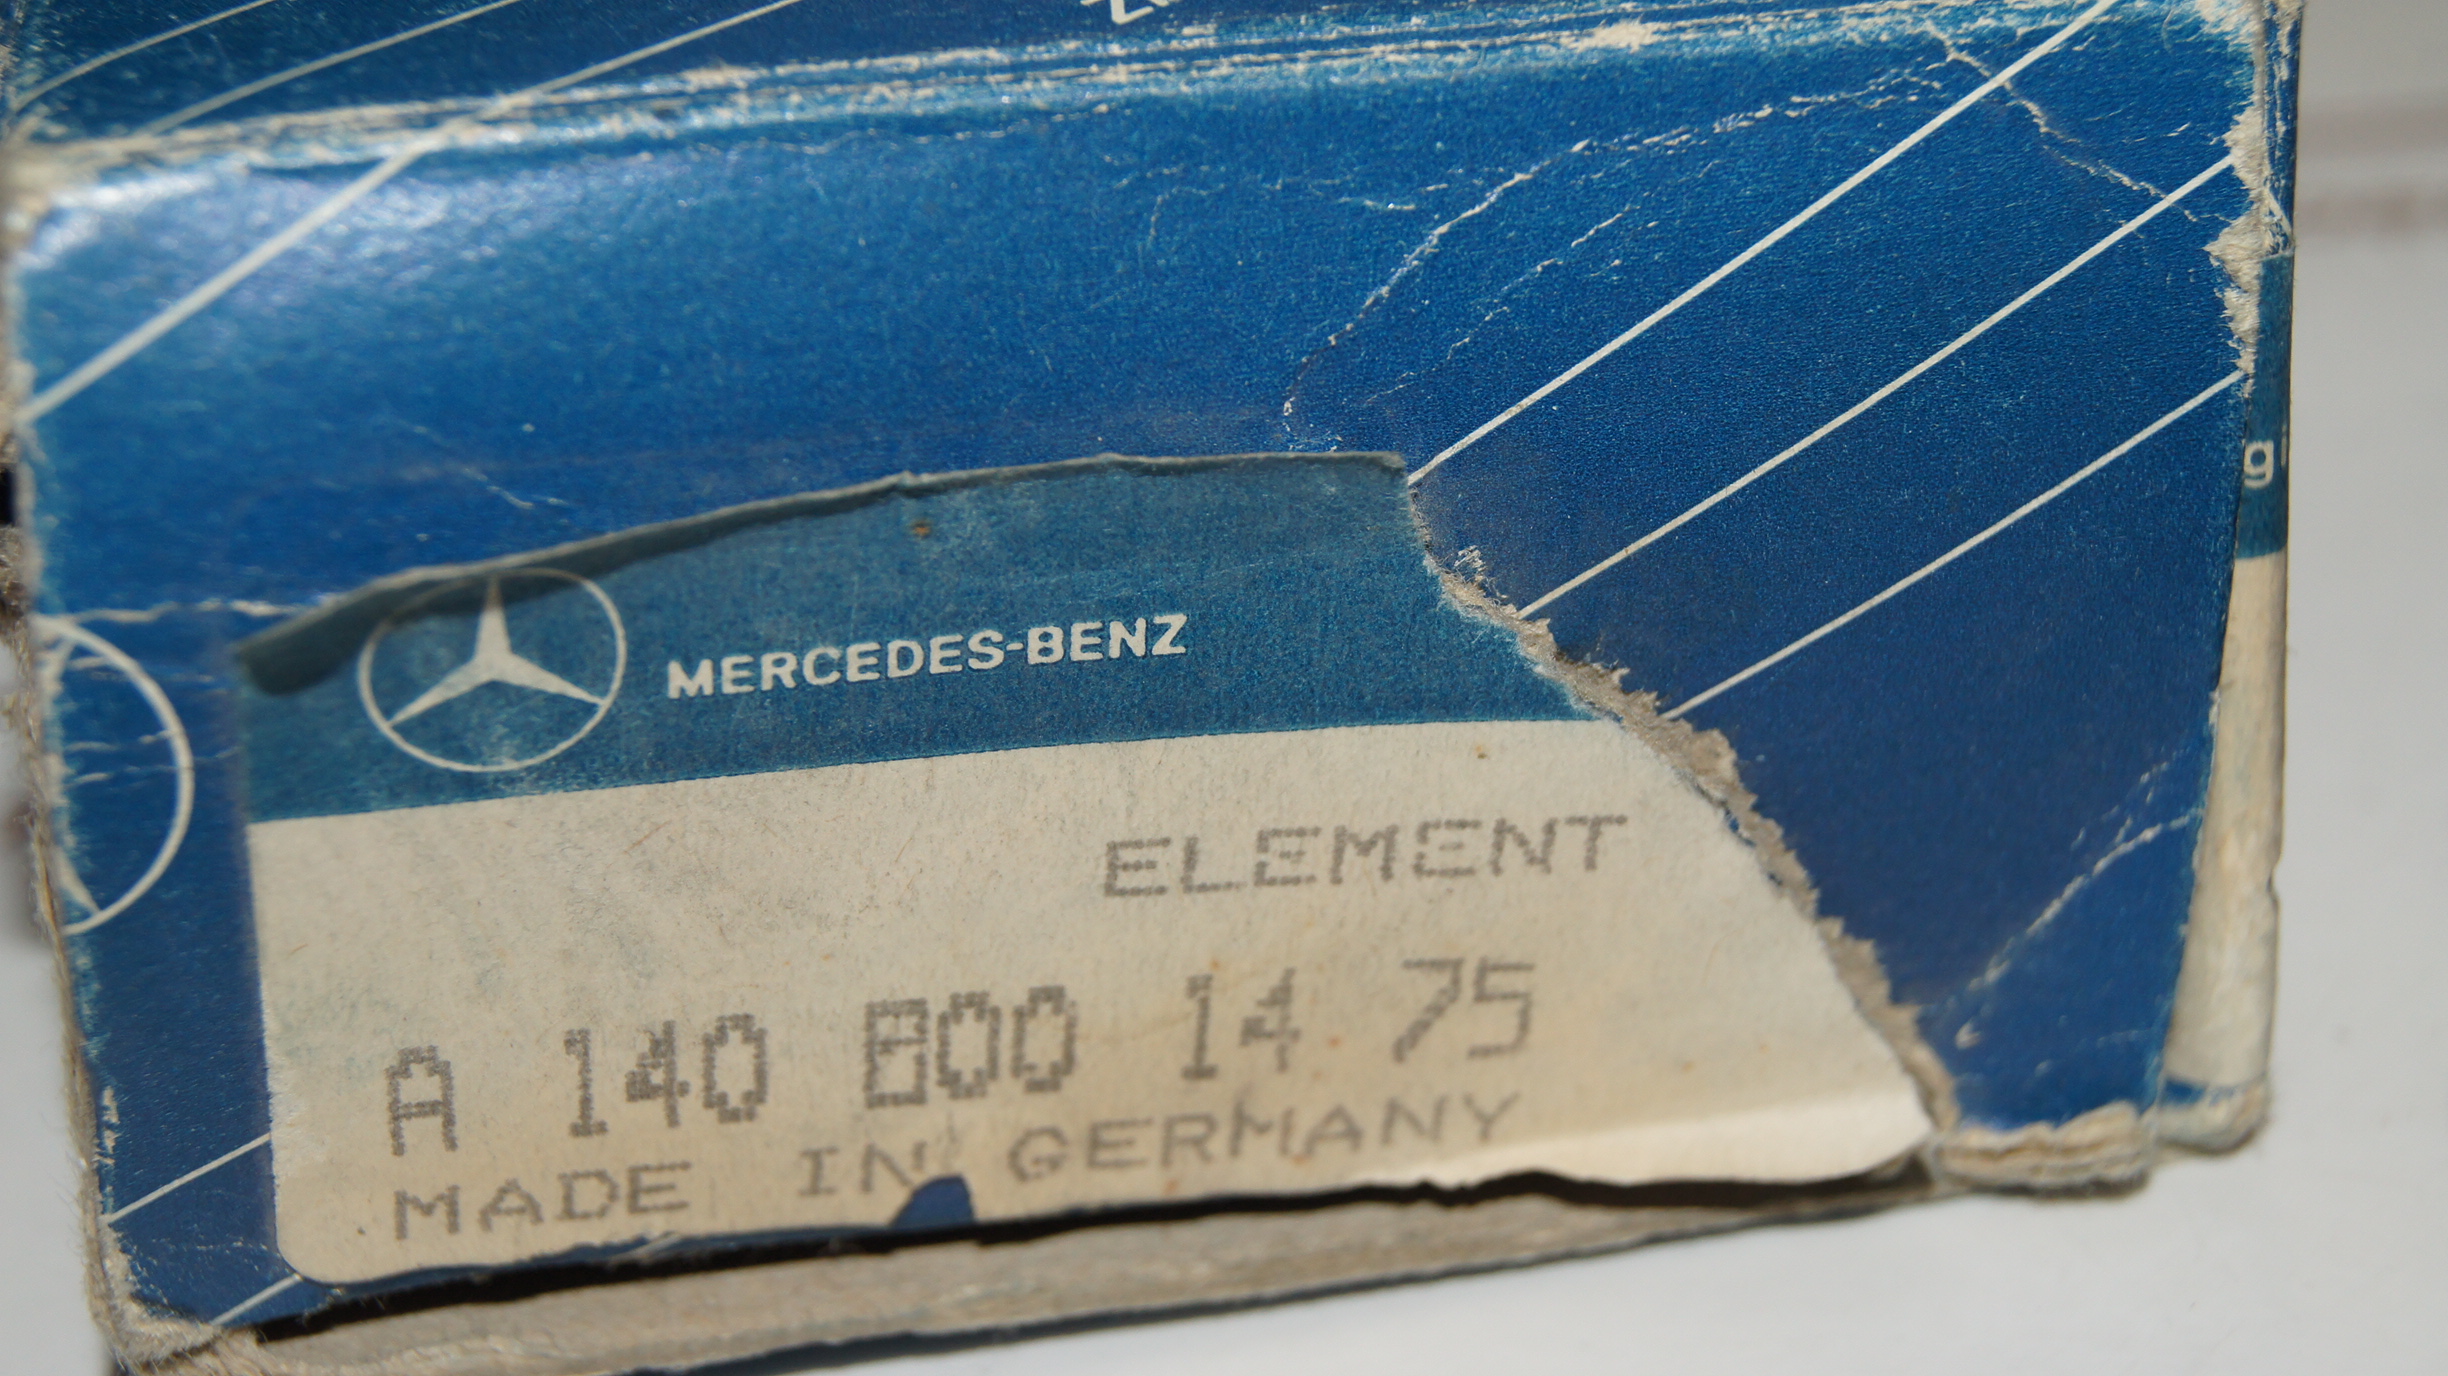 MERCEDES-BENZ
ELEMENT
A 140 800 14 75
MADE IN GERMANY